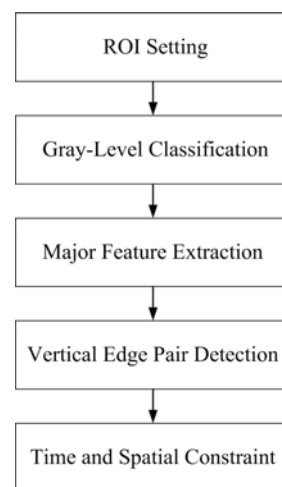 ROI Setting
Gray-Level Classification
Major Feature Extraction
Vertical Edge Pair Detection
Time and Spatial Constraint